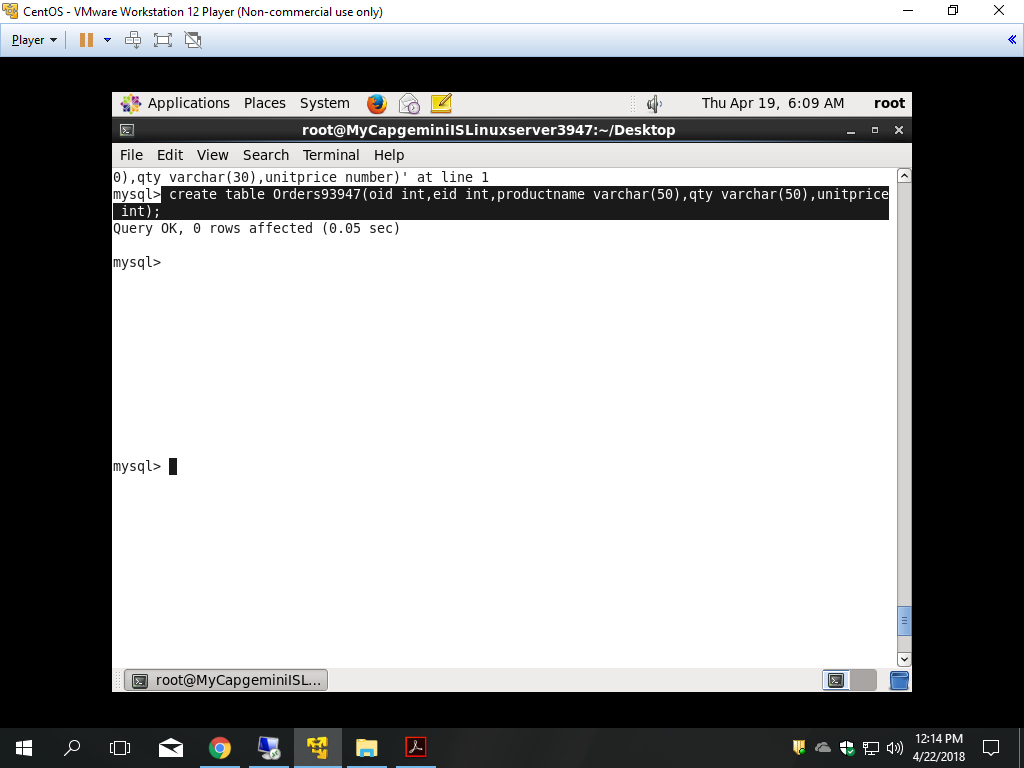 CentOS - VMware Workstation 12 Player (Non-commercial use only)
Player
Applications Places System Thu Apr 19, 6:09 AM root
root@MyCapgeminiISLinuxserver3947:~/Desktop
File Edit View Search Terminal Help
0),qty varchar(30),unitprice number)' at line 1
mysql> create table Orders93947(oid int,eid int,productname varchar(50),qty varchar(50),unitprice
int);
Query OK, 0 rows affected (0.05 sec)
mysql>
mysql>
root@MyCapgeminiISL...
12:14 PM
4/22/2018